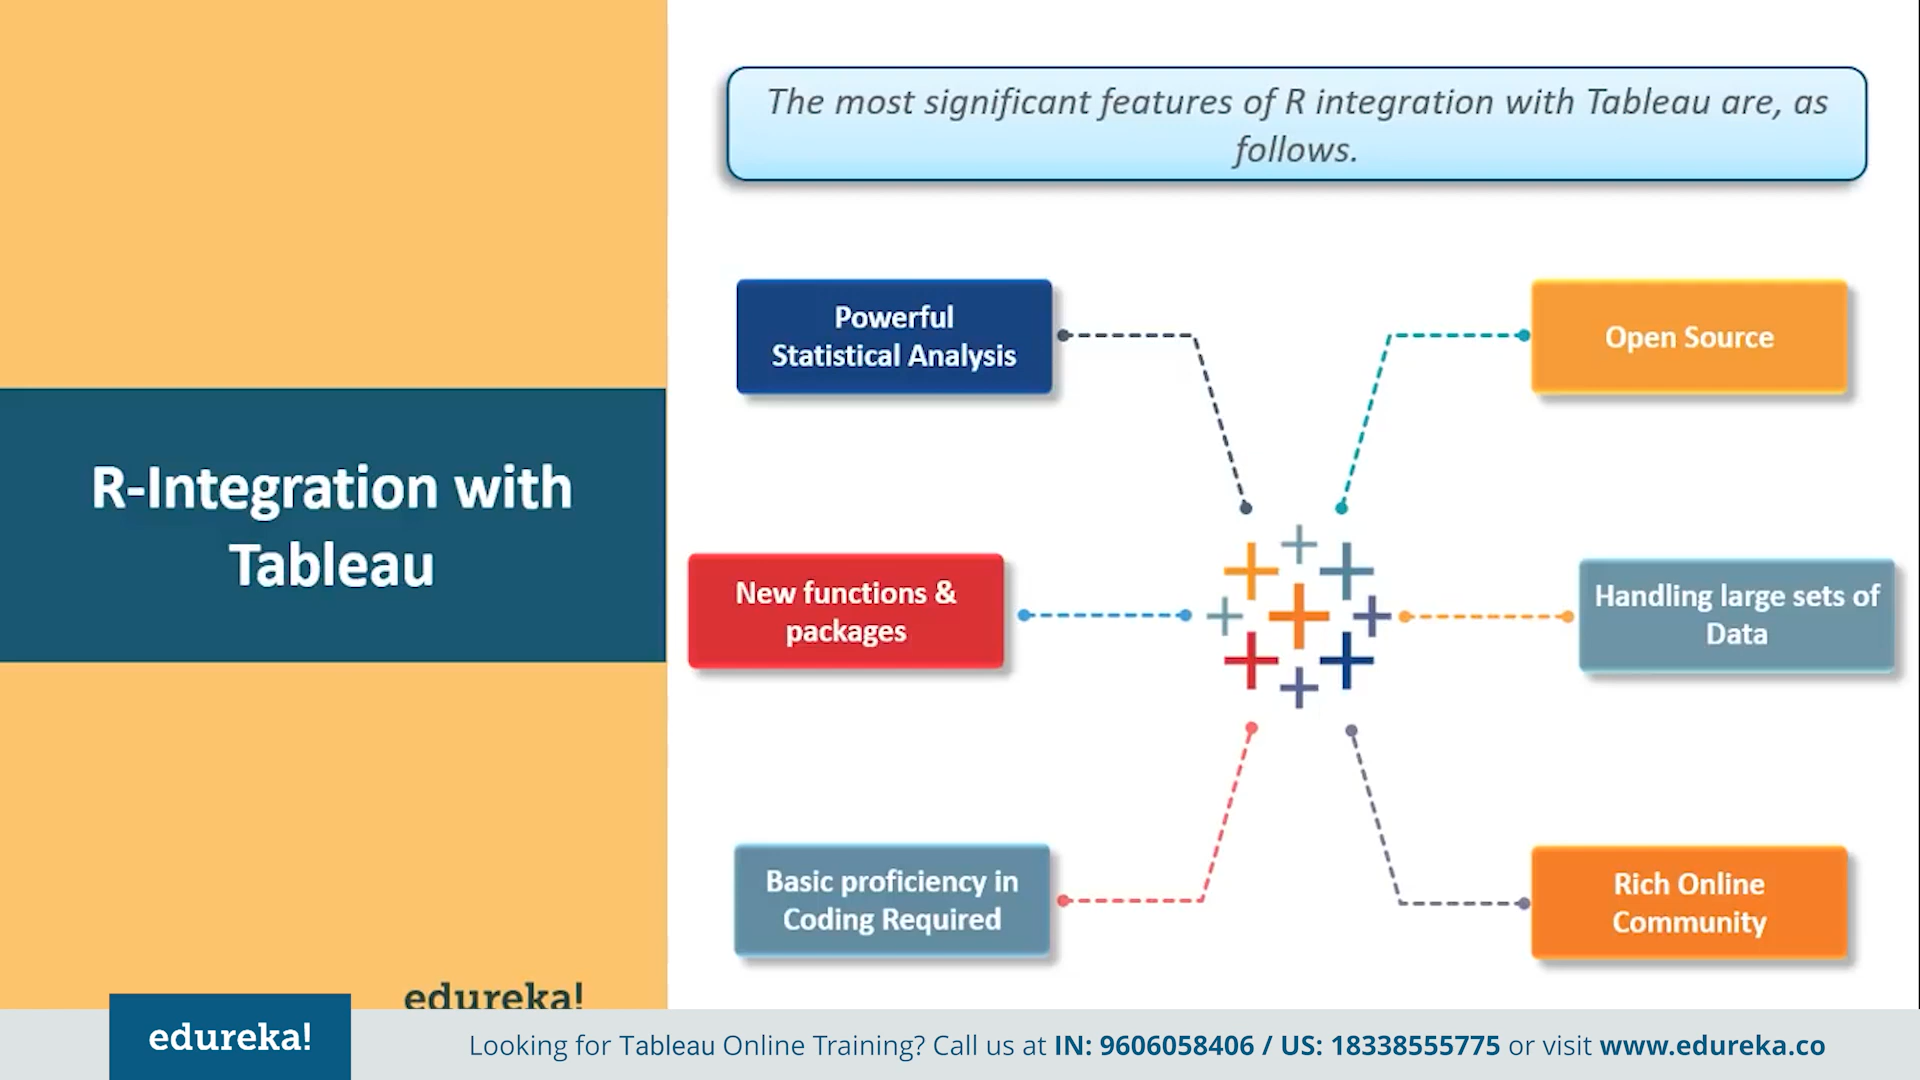 The most significant features of R integration with Tableau are, as
follows.
Powerful
Statistical Analysis
Open Source
R-Integration with
Tableau
New functions &
packages
Handling large sets of
Data
Basic proficiency in
Coding Required
Rich Online
Community
edureka!
edureka!
Looking for Tableau Online Training? Call us at IN: 9606058406 / US: 18338555775 or visit www.edureka.co